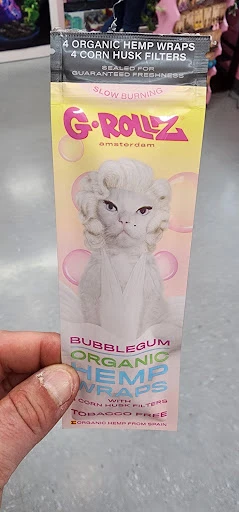 4 ORGANIC HEMP WRAPS
4 CORN HUSK FILTERS
SEALED FOR
GUARANTEED FRESHNESS
SLOW BURNING
G-ROLLZ
amsterdam
BUBBLEGUM
ORGANIC
HEMP
WRAPS
WITH
CORN HUSK FILTERS
TOBACCO FREE
ORGANIC HEMP FROM SPAIN